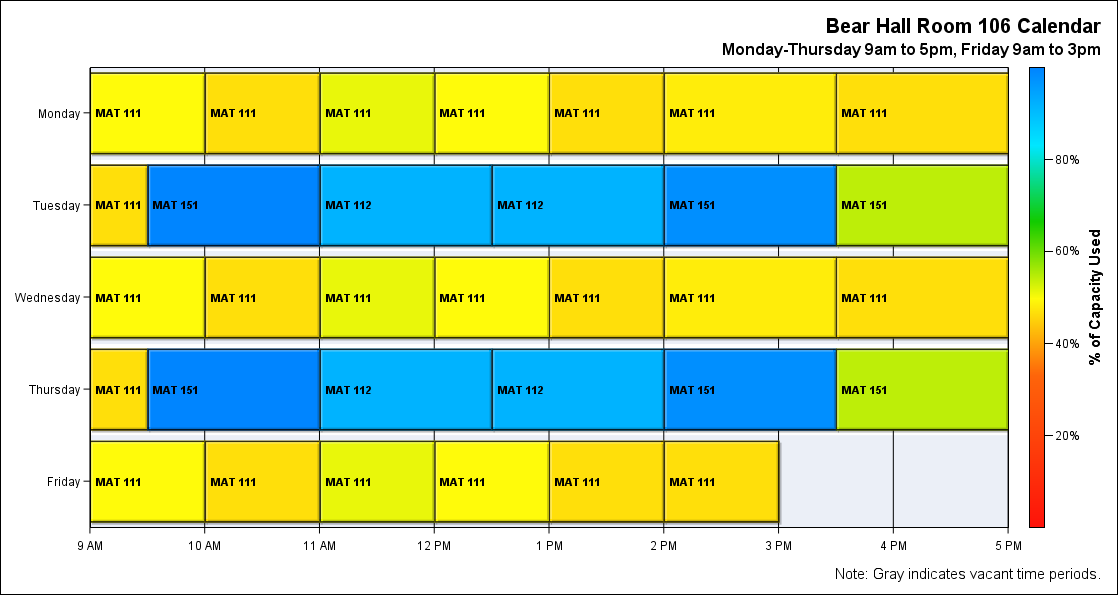 Bear Hall Room 106 Calendar
Monday-Thursday 9am to 5pm, Friday 9am to 3pm
Monday MAT 111 MAT 111 MAT 111 MAT 111 MAT 111 MAT 111 MAT 111
80%
Tuesday MAT 111 MAT 151 MAT 112 MAT 112 MAT 151 MAT 151
60%
Wednesday MAT 111 MAT 111 MAT 111 MAT 111 MAT 111 MAT 111 MAT 111
% of Capacity Used
40%
Thursday MAT 111 MAT 151 MAT 112 MAT 112 MAT 151 MAT 151
20%
Friday MAT 111 MAT 111 MAT 111 MAT 111 MAT 111 MAT 111
9 AM 10 AM 11 AM 12 PM 1 PM 2 PM 3 PM 4 PM 5 PM
Note: Gray indicates vacant time periods.